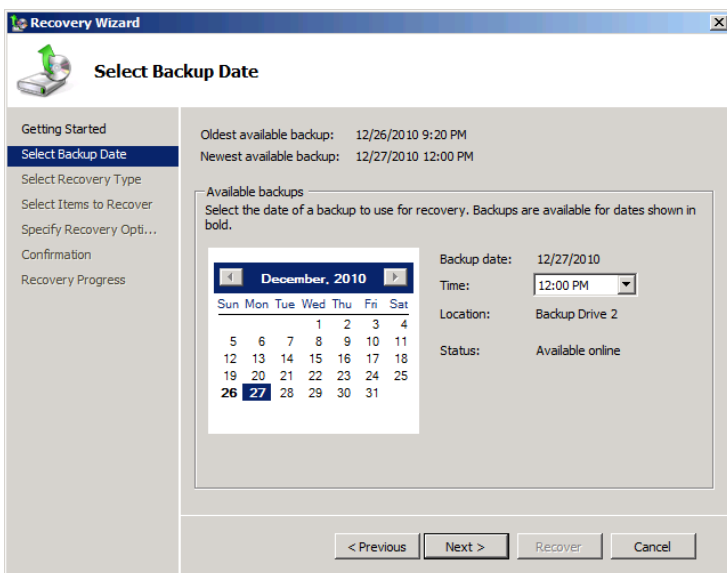 Recovery Wizard
Select Backup Date
Getting Started
Select Backup Date
Select Recovery Type
Select Items to Recover
Specify Recovery Opti...
Confirmation
Recovery Progress
Oldest available backup: 12/26/2010 9:20 PM
Newest available backup: 12/27/2010 12:00 PM
Available backups
Select the date of a backup to use for recovery. Backups are available for dates shown in
bold.
December, 2010
Sun Mon Tue Wed Thu Fri Sat
1 2 3 4
5 6 7 8 9 10 11
12 13 14 15 16 17 18
19 20 21 22 23 24 25
26 27 28 29 30 31
Backup date: 12/27/2010
Time: 12:00 PM
Location: Backup Drive 2
Status: Available online
< Previous Next > Recover Cancel